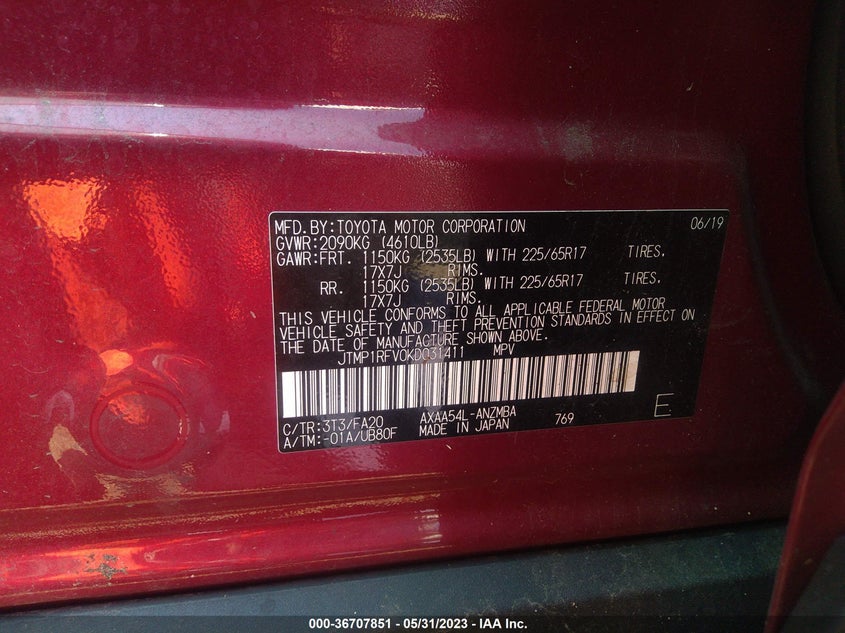 MFD.BY:TOYOTA MOTOR CORPORATION 06/19
GVWR:2090KG (4610LB)
GAWR:FRT. 1150KG (2535LB) WITH 225/65R17 TIRES.
17X7J RIMS.
RR. 1150KG (2535LB) WITH 225/65R17 TIRES.
17X7J RIMS.
THIS VEHICLE CONFORMS TO ALL APPLICABLE FEDERAL MOTOR
VEHICLE SAFETY AND THEFT PREVENTION STANDARDS IN EFFECT ON
THE DATE OF MANUFACTURE SHOWN ABOVE.
JTMP1RFV0KD031411 MPV
C/TR:3T3/FA20 AXAA54L-ANZMBA E
A/TM:-01A/UB80F MADE IN JAPAN 769
000-36707851 - 05/31/2023 - © IAA Inc.